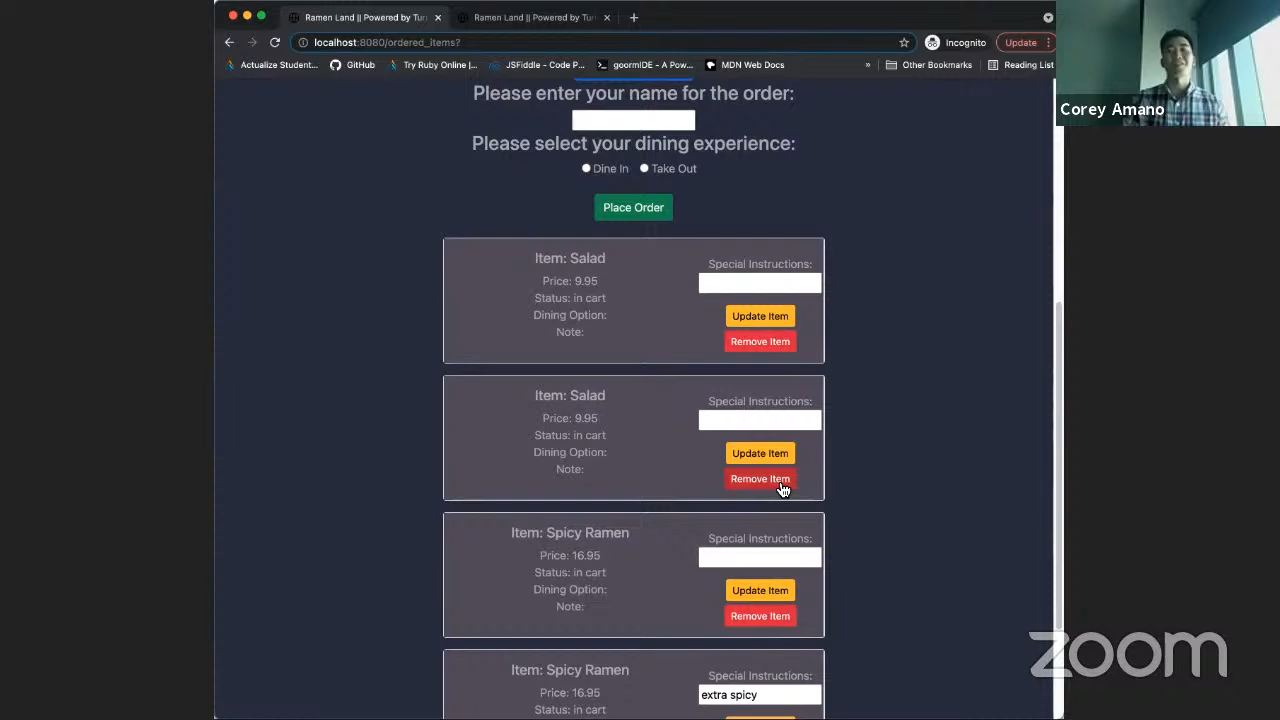 Ramen Land || Powered by Tur
Ramen Land || Powered by Tu
localhost:8080/ordered_items?
Incognito
Update
Actualize Student...
GitHub
Try Ruby Online |...
JSFiddle - Code P...
goormIDE - A Pow...
MDN Web Docs
»
Other Bookmarks
Reading List
Corey Amano
Please enter your name for the order:
Please select your dining experience:
Dine In
Take Out
Place Order
Item: Salad
Price: 9.95
Status: in cart
Dining Option:
Note:
Special Instructions:
Update Item
Remove Item
Item: Salad
Price: 9.95
Status: in cart
Dining Option:
Note:
Special Instructions:
Update Item
Remove Item
Item: Spicy Ramen
Price: 16.95
Status: in cart
Dining Option:
Note:
Special Instructions:
Update Item
Remove Item
Item: Spicy Ramen
Price: 16.95
Status: in cart
Special Instructions:
extra spicy
zoom